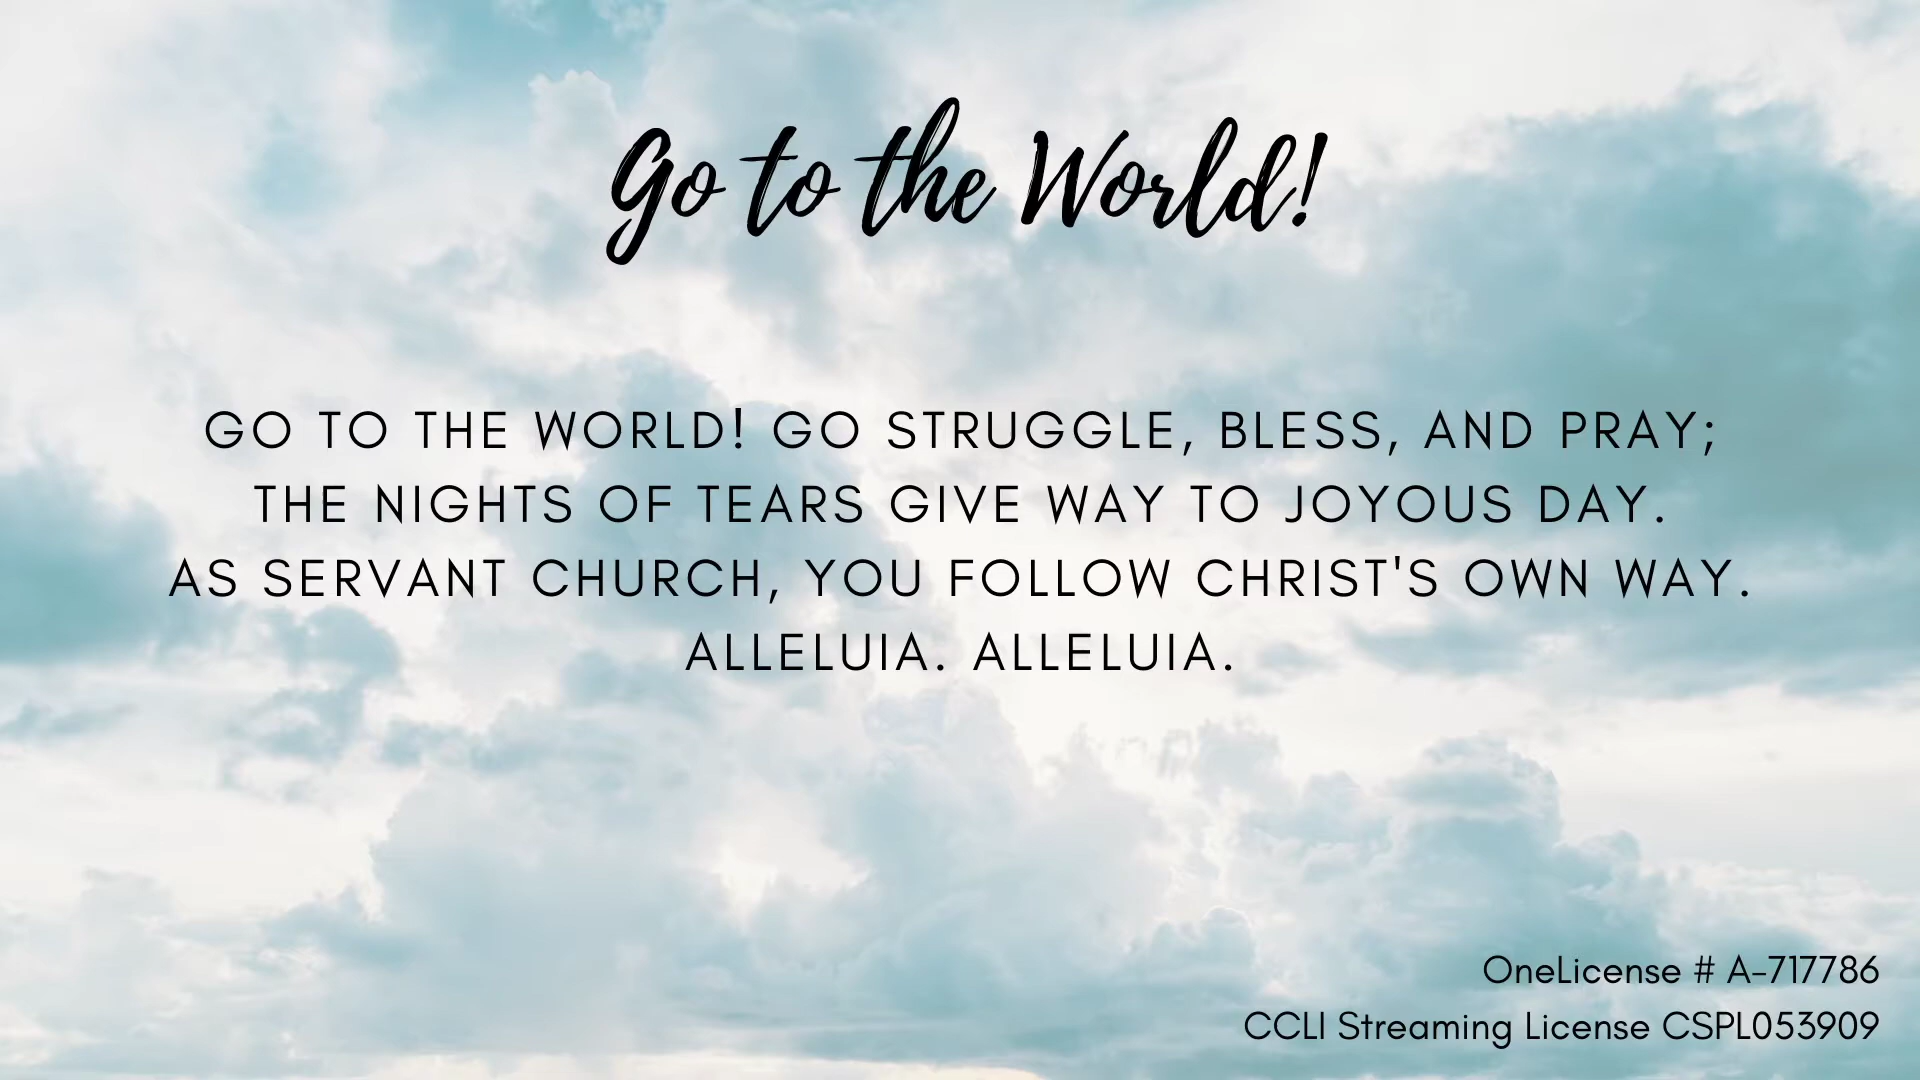 Go to the World!
GO TO THE WORLD! GO STRUGGLE, BLESS, AND PRAY;
THE NIGHTS OF TEARS GIVE WAY TO JOYOUS DAY.
AS SERVANT CHURCH, YOU FOLLOW CHRIST'S OWN WAY.
ALLELUIA. ALLELUIA.
OneLicense # A-717786
CCLI Streaming License CSPL053909